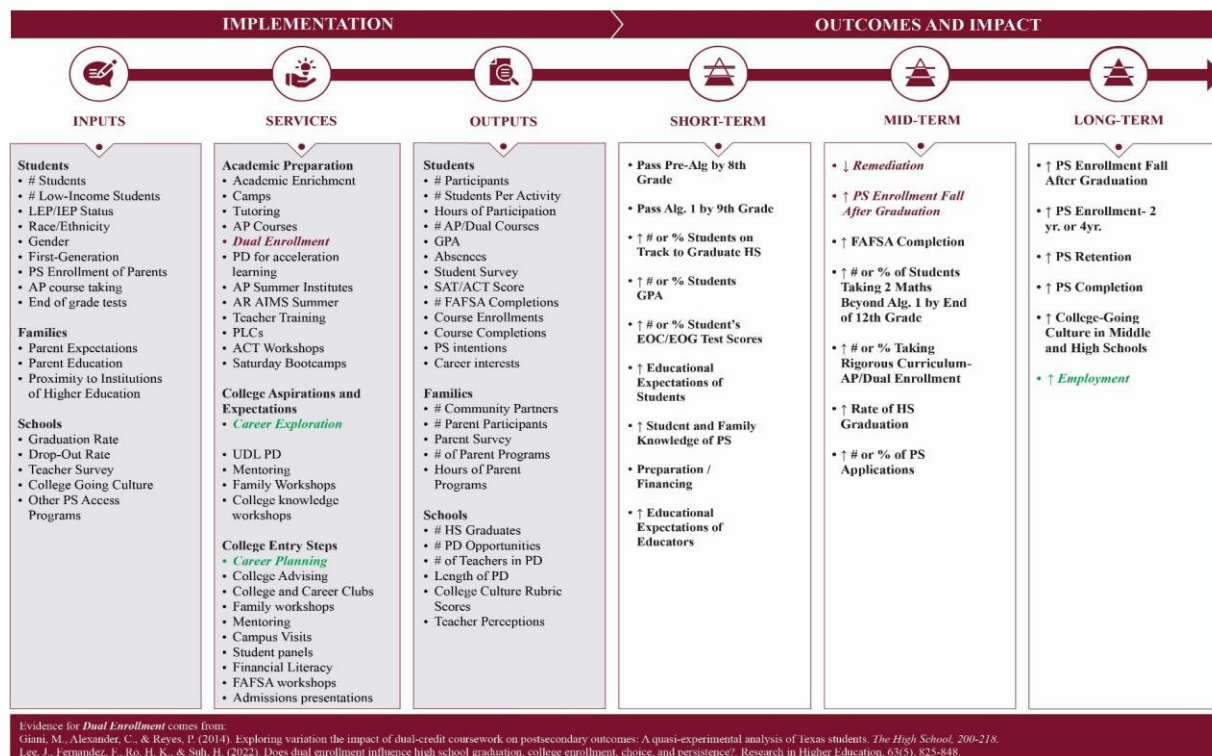 IMPLEMENTATION
OUTCOMES AND IMPACT
INPUTS
Students
• # Students
• # Low-Income Students
• LEP/IEP Status
• Race/Ethnicity
• Gender
• First-Generation
• PS Enrollment of Parents
• AP course taking
• End of grade tests
Families
• Parent Expectations
• Parent Education
• Proximity to Institutions
of Higher Education
Schools
• Graduation Rate
• Drop-Out Rate
• Teacher Survey
• College Going Culture
• Other PS Access
Programs
SERVICES
Academic Preparation
• Academic Enrichment
• Camps
• Tutoring
• AP Courses
• Dual Enrollment
• PD for acceleration
learning
• AP Summer Institutes
• AR AIMS Summer
• Teacher Training
• PLCs
• ACT Workshops
• Saturday Bootcamps
College Aspirations and
Expectations
• Career Exploration
• UDL PD
• Mentoring
• Family Workshops
• College knowledge
workshops
College Entry Steps
• Career Planning
• College Advising
• College and Career Clubs
• Family workshops
• Mentoring
• Campus Visits
• Student panels
• Financial Literacy
• FAFSA workshops
• Admissions presentations
OUTPUTS
Students
• # Participants
• # Students Per Activity
• Hours of Participation
• #AP/Dual Courses
• GPA
• Absences
• Student Survey
• SAT/ACT Score
• # FAFSA Completions
• Course Enrollments
• Course Completions
• PS intentions
• Career interests
Families
• # Community Partners
• # Parent Participants
• Parent Survey
• # of Parent Programs
• Hours of Parent
Programs
Schools
• # HS Graduates
• # PD Opportunities
• # of Teachers in PD
• Length of PD
• College Culture Rubric
Scores
• Teacher Perceptions
SHORT-TERM
• Pass Pre-Alg by 8th
Grade
• Pass Alg. 1 by 9th Grade
• ↑ # or % Students on
Track to Graduate HS
• ↑ # or % Students
GPA
• ↑ # or % Student's
EOC/EOG Test Scores
• ↑ Educational
Expectations of
Students
• ↑ Student and Family
Knowledge of PS
• Preparation /
Financing
• ↑ Educational
Expectations of
Educators
MID-TERM
• ↓ Remediation
• ↑ PS Enrollment Fall
After Graduation
• ↑ FAFSA Completion
• ↑ # or % of Students
Taking 2 Maths
Beyond Alg. 1 by End
of 12th Grade
• ↑ # or % Taking
Rigorous Curriculum-
AP/Dual Enrollment
• ↑ Rate of HS
Graduation
• ↑ # or % of PS
Applications
LONG-TERM
• ↑ PS Enrollment Fall
After Graduation
• ↑ PS Enrollment- 2
yr. or 4yr.
• ↑ PS Retention
• ↑ PS Completion
• ↑ College-Going
Culture in Middle
and High Schools
• ↑ Employment
Evidence for Dual Enrollment comes from:
Giani, M., Alexander, C., & Reyes, P. (2014). Exploring variation the impact of dual-credit coursework on postsecondary outcomes: A quasi-experimental analysis of Texas students. The High School, 200-218.
Lee, J., Fernandez, F., Ro, H. K., & Suh, H. (2022). Does dual enrollment influence high school graduation, college enrollment, choice, and persistence?. Research in Higher Education, 63(5), 825-848.